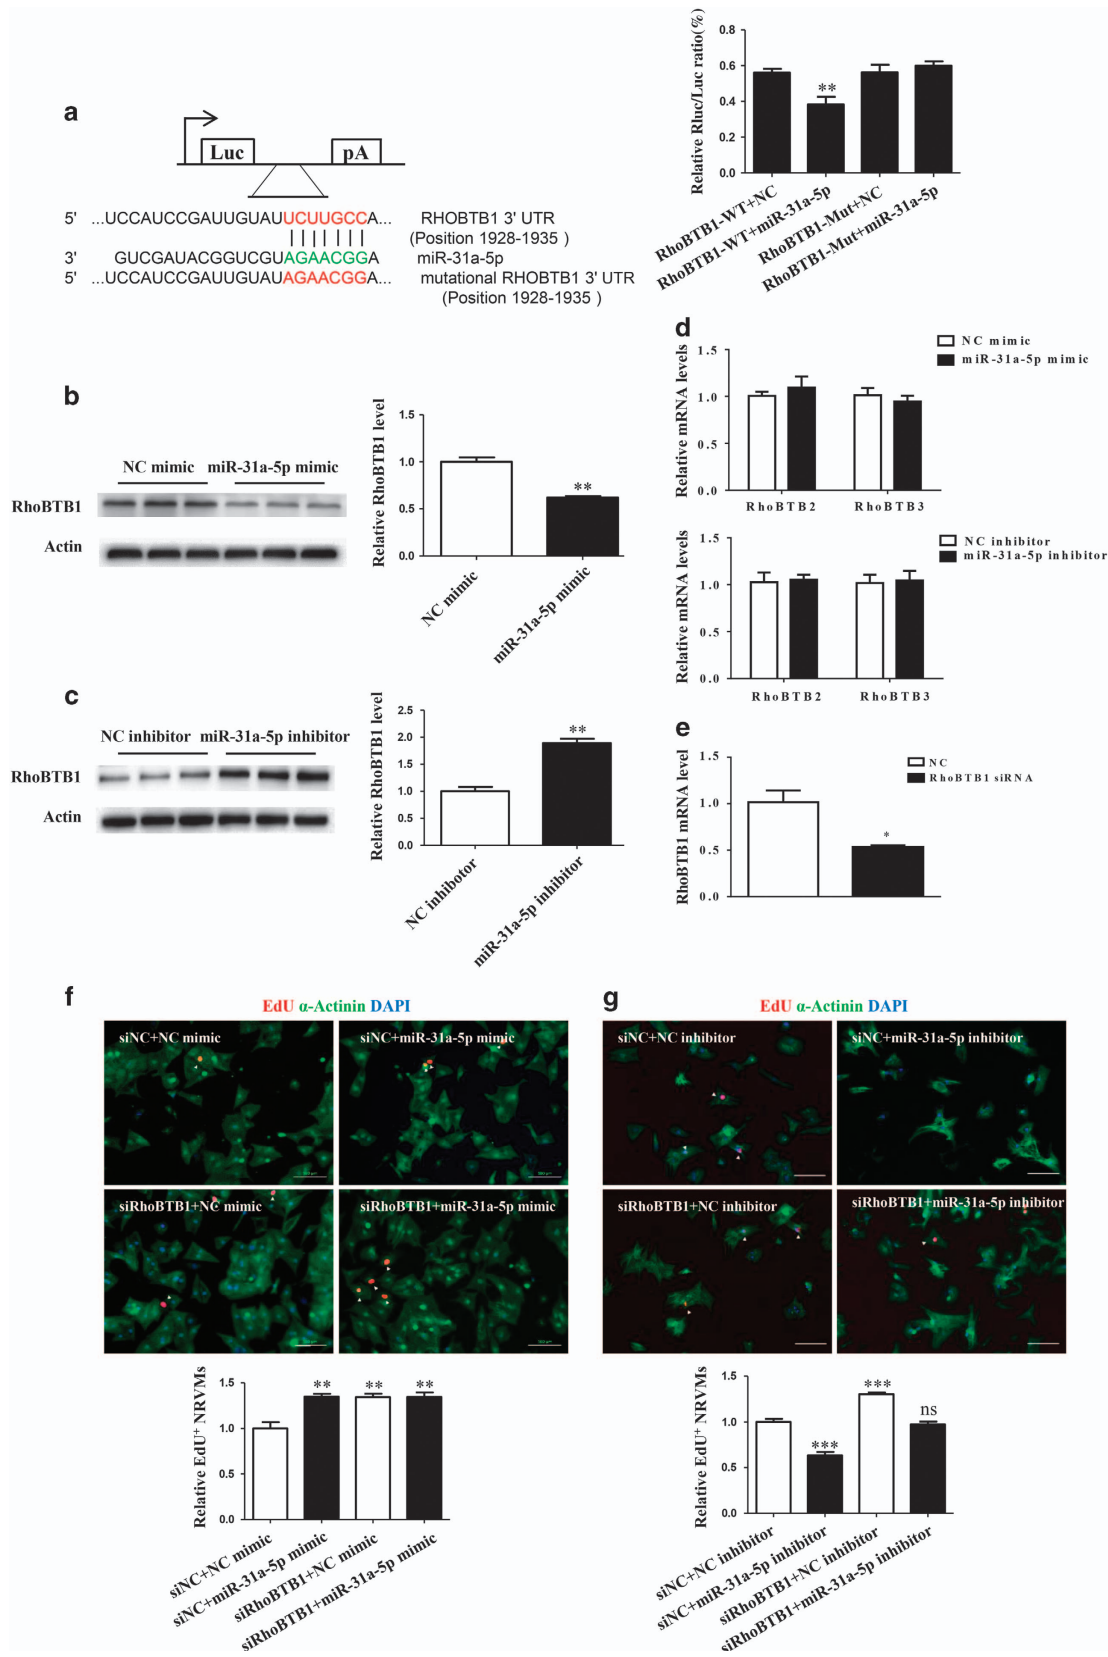 a
Luc
pA
5' ...UCCAUCCGAUUGUAUUCUUGCCA... RHOBTB1 3' UTR
(Position 1928-1935 )
3' GUCGAUACGGUCGUAGAACGGA miR-31a-5p
5' ...UCCAUCCGAUUGUAUAGAACGGA... mutational RHOBTB1 3' UTR
(Position 1928-1935 )
Relative Rluc/Luc ratio(%)
0.8
0.6
0.4
0.2
0.0
**
RhoBTB1-WT+NC
RhoBTB1-WT+miR-31a-5p
RhoBTB1-Mut+NC
RhoBTB1-Mut+miR-31a-5p
b
NC mimic miR-31a-5p mimic
RhoBTB1
Actin
Relative RhoBTB1 level
1.5
1.0
0.5
0.0
**
NC mimic
miR-31a-5p mimic
c
NC inhibitor miR-31a-5p inhibitor
RhoBTB1
Actin
Relative RhoBTB1 level
2.5
2.0
1.5
1.0
0.5
0.0
**
NC inhibotor
miR-31a-5p inhibitor
d
NC mimic
miR-31a-5p mimic
Relative mRNA levels
1.5
1.0
0.5
0.0
RhoBTB2 RhoBTB3
NC inhibitor
miR-31a-5p inhibitor
Relative mRNA levels
1.5
1.0
0.5
0.0
RhoBTB2 RhoBTB3
e
NC
RhoBTB1 siRNA
RhoBTB1 mRNA level
1.5
1.0
0.5
0.0
*
f
EdU α-Actinin DAPI
siNC+NC mimic
siNC+miR-31a-5p mimic
siRhoBTB1+NC mimic
siRhoBTB1+miR-31a-5p mimic
Relative EdU+ NRVMs
1.5
1.0
0.5
0.0
** ** **
siNC+NC mimic
siNC+miR-31a-5p mimic
siRhoBTB1+NC mimic
siRhoBTB1+miR-31a-5p mimic
g
EdU α-Actinin DAPI
siNC+NC inhibitor
siNC+miR-31a-5p inhibitor
siRhoBTB1+NC inhibitor
siRhoBTB1+miR-31a-5p inhibitor
Relative EdU+ NRVMs
1.5
1.0
0.5
0.0
***
***
ns
siNC+NC inhibitor
siNC+miR-31a-5p inhibitor
siRhoBTB1+NC inhibitor
siRhoBTB1+miR-31a-5p inhibitor